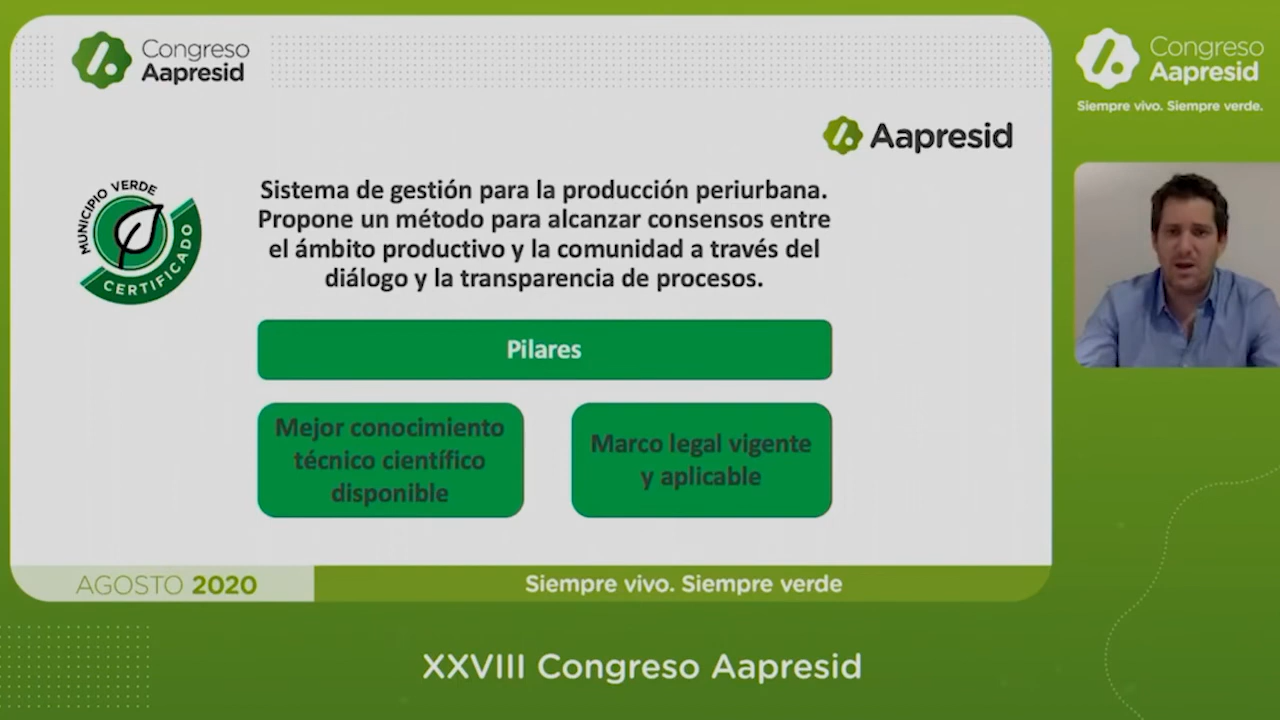 Congreso
Aapresid
Congreso
Aapresid
Siempre vivo. Siempre verde.
Aapresid
MUNICIPIO VERDE
CERTIFICADO
Sistema de gestión para la producción periurbana.
Propone un método para alcanzar consensos entre
el ámbito productivo y la comunidad a través del
diálogo y la transparencia de procesos.
Pilares
Mejor conocimiento
técnico científico
disponible
Marco legal vigente
y aplicable
AGOSTO 2020
Siempre vivo. Siempre verde
XXVIII Congreso Aapresid